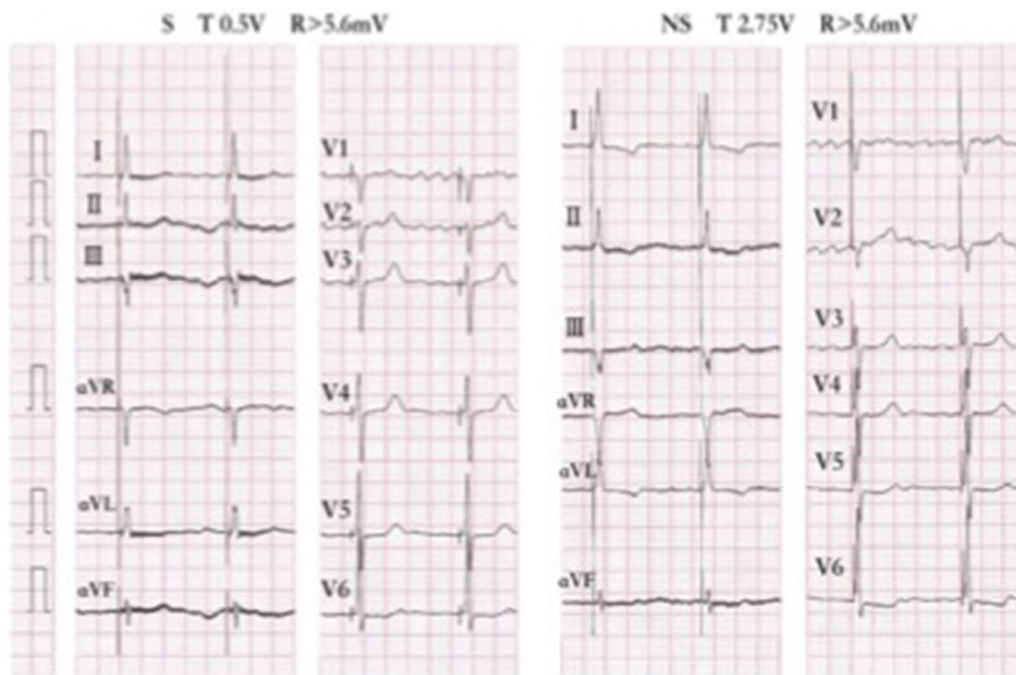 S T 0.5V R>5.6mV
NS T 2.75V R>5.6mV
I
II
III
aVR
aVL
aVF
V1
V2
V3
V4
V5
V6
I
II
III
aVR
aVL
aVF
V1
V2
V3
V4
V5
V6